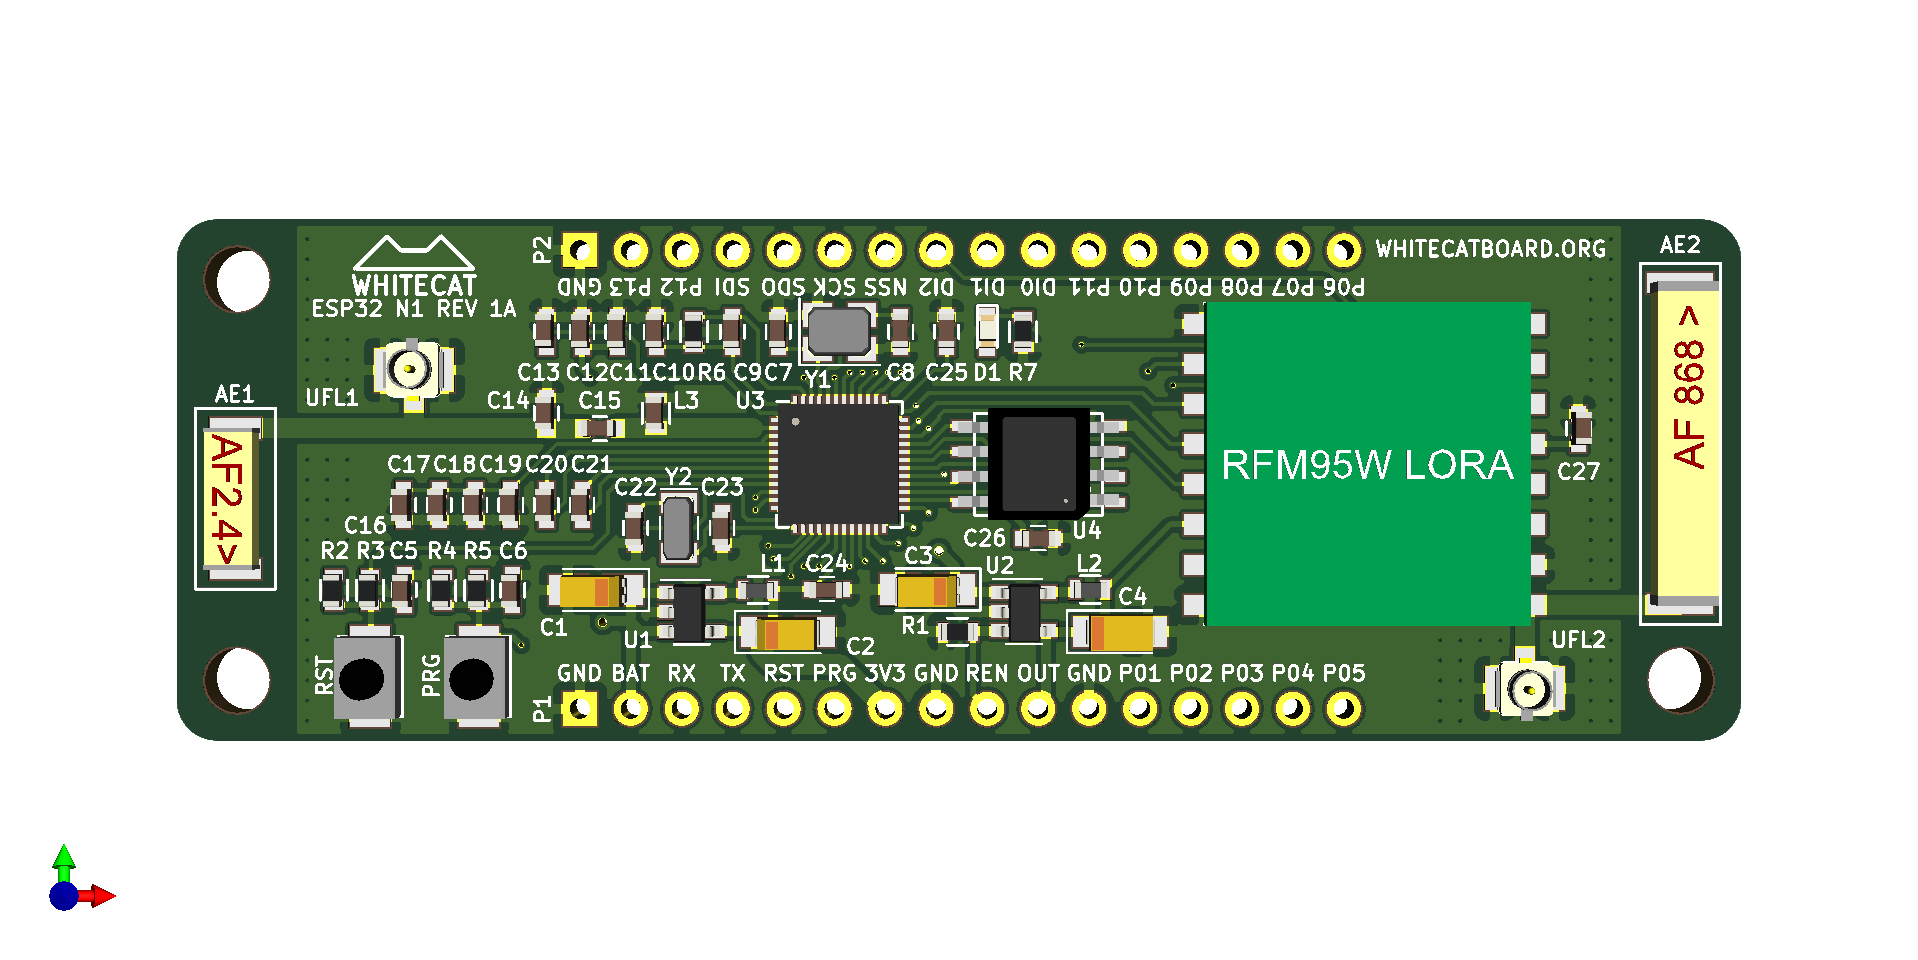 P2
WHITECATBOARD.ORG
AE2
WHITECAT
ESP32 N1 REV 1A
GND P13 P12 SDI SDO SCK NSS DI2 DI1 DI0 P11 P10 P09 P08 P07 P06
C13 C12 C11 C10 R6 C9 C7 Y1 C8 C25 D1 R7
AF 868 >
AE1
UFL1
C14 C15 L3 U3
AF2.4>
C17 C18 C19 C20 C21
Y2
C22 C23
RFM95W LORA
C27
C16
R2 R3 C5 R4 R5 C6
C26 U4
L1 C24 C3 U2 L2
C4
C1 U1 C2 R1
UFL2
RST
PRG
P1
GND BAT RX TX RST PRG 3V3 GND REN OUT GND P01 P02 P03 P04 P05